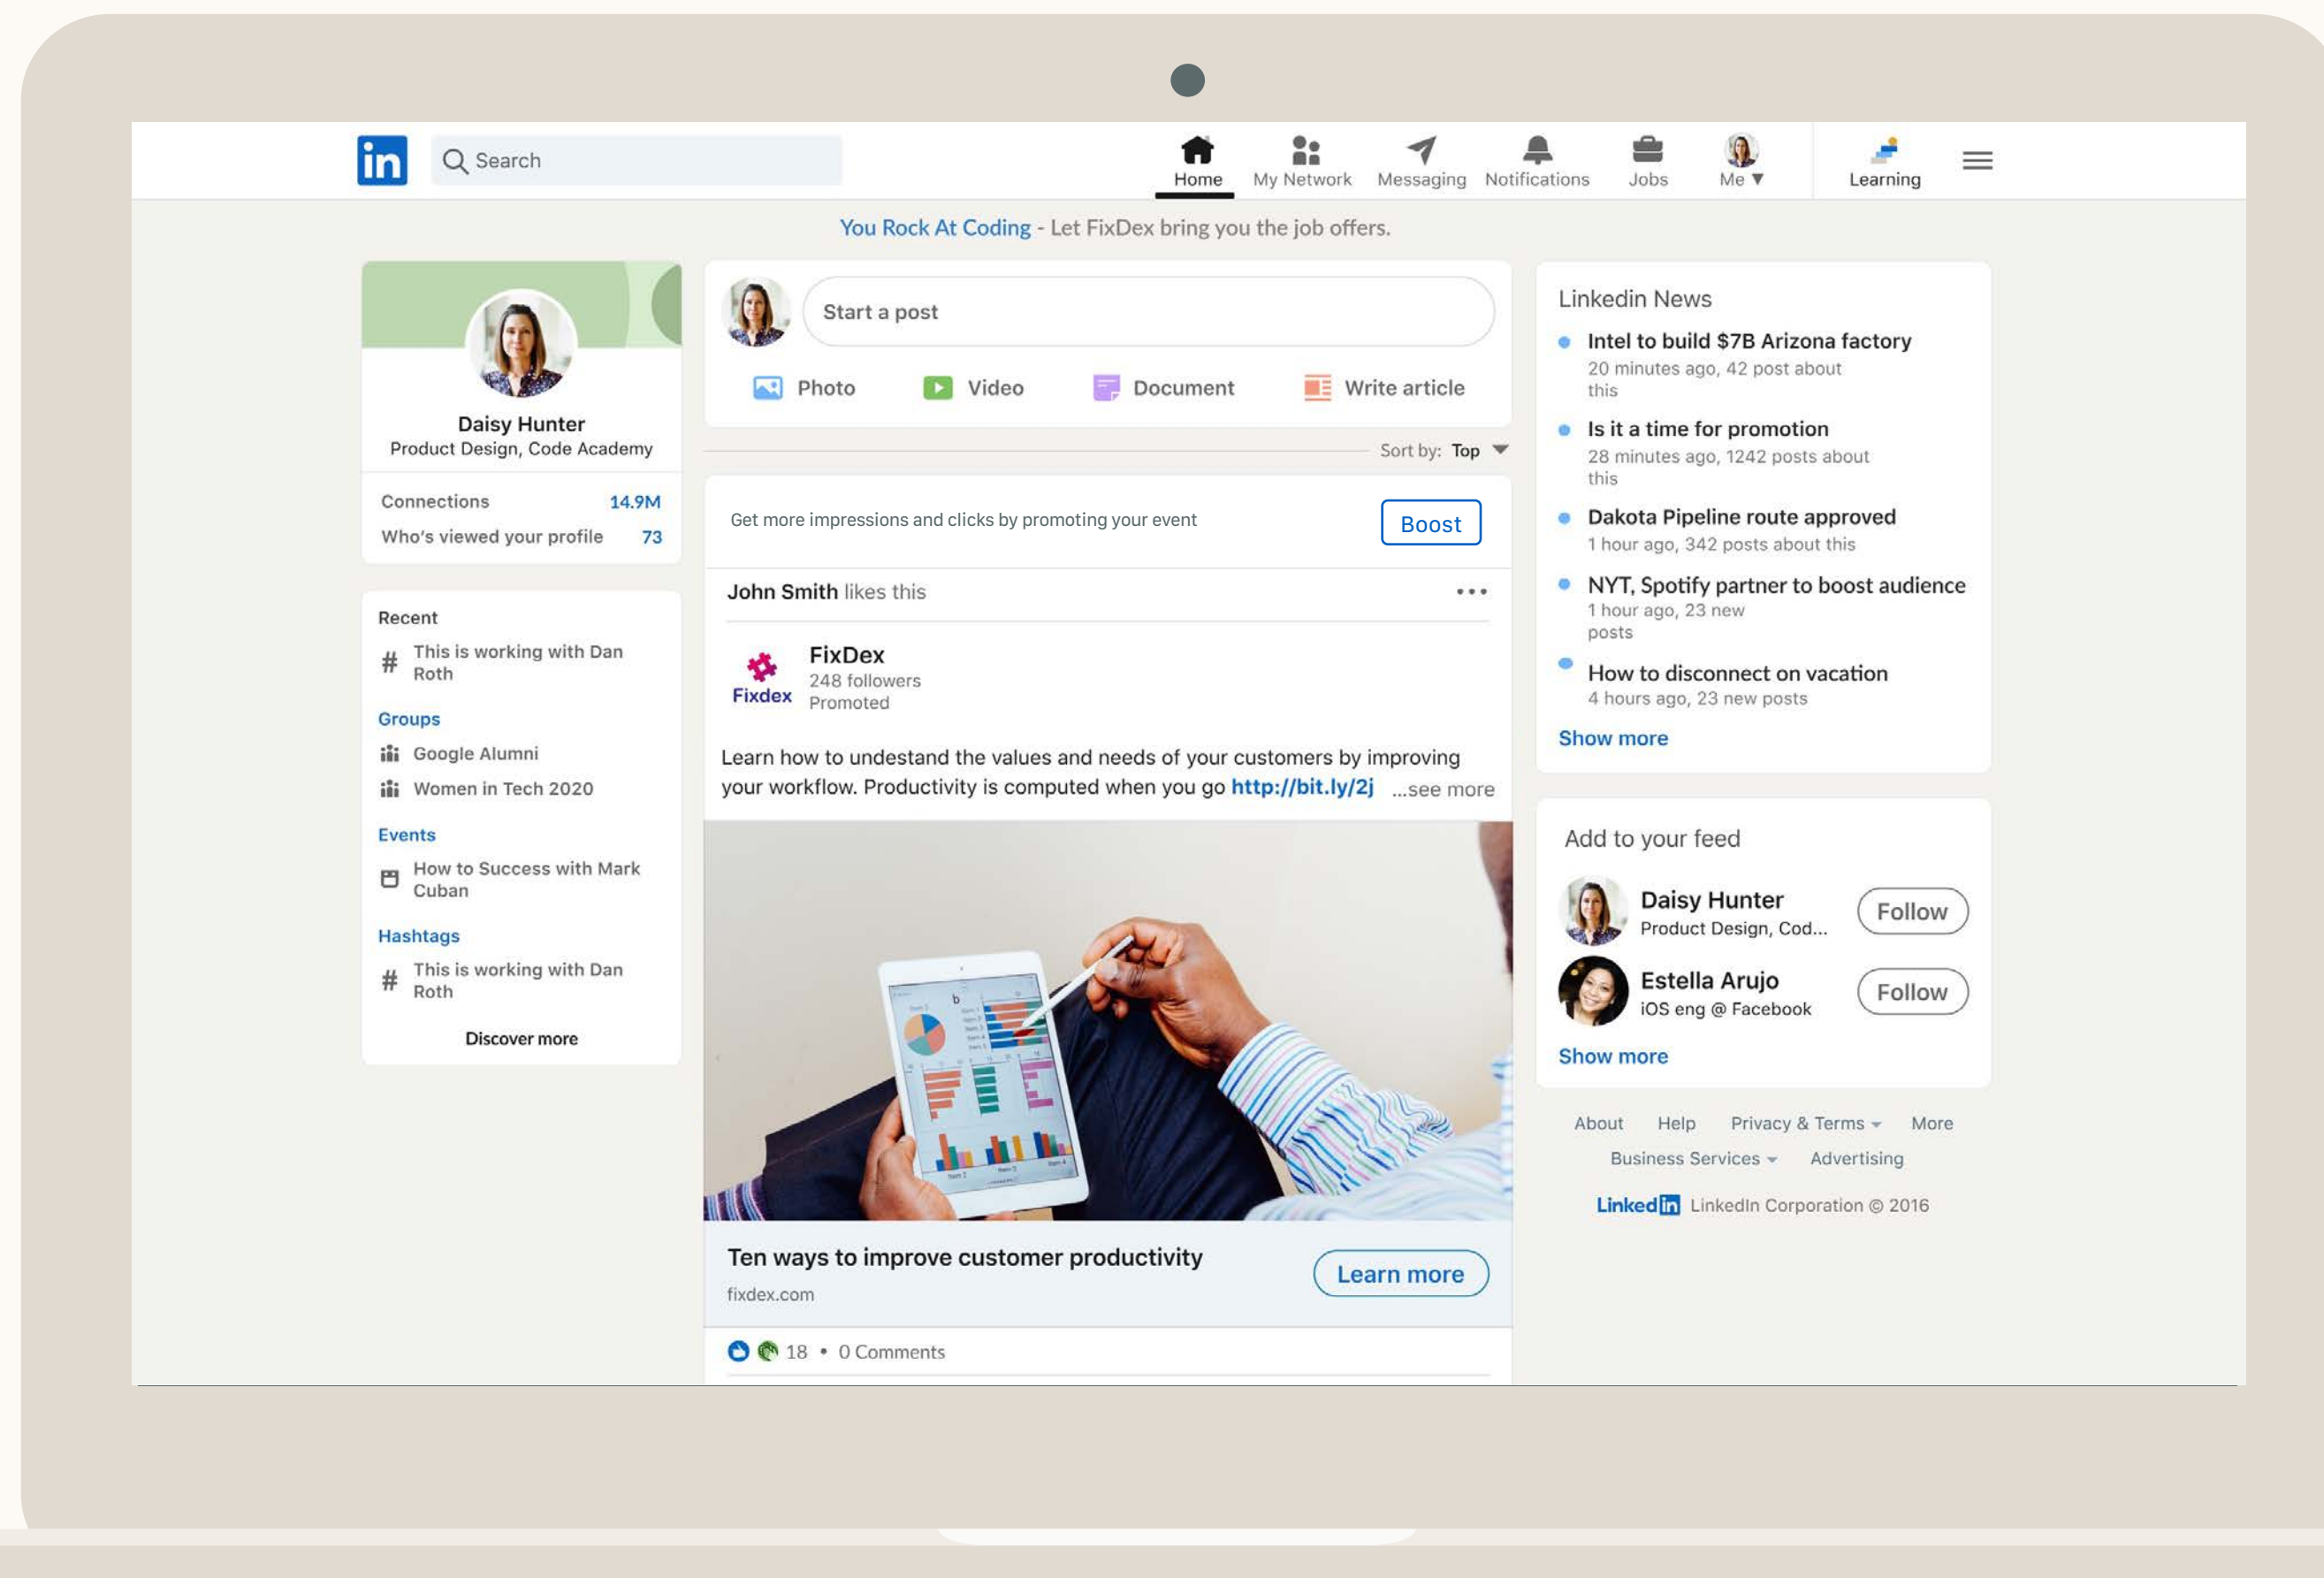 in
Search
Home
My Network
Messaging
Notifications
Jobs
Me ▼
Learning
You Rock At Coding - Let FixDex bring you the job offers.
Daisy Hunter
Product Design, Code Academy
Connections 14.9M
Who's viewed your profile 73
Recent
# This is working with Dan
Roth
Groups
Google Alumni
Women in Tech 2020
Events
How to Success with Mark
Cuban
Hashtags
# This is working with Dan
Roth
Discover more
Start a post
Photo
Video
Document
Write article
Sort by: Top
Get more impressions and clicks by promoting your event
Boost
John Smith likes this
Fixdex
FixDex
248 followers
Promoted
Learn how to undestand the values and needs of your customers by improving
your workflow. Productivity is computed when you go http://bit.ly/2j ...see more
b
Ten ways to improve customer productivity
fixdex.com
Learn more
18 • 0 Comments
Linkedin News
Intel to build $7B Arizona factory
20 minutes ago, 42 post about
this
Is it a time for promotion
28 minutes ago, 1242 posts about
this
Dakota Pipeline route approved
1 hour ago, 342 posts about this
NYT, Spotify partner to boost audience
1 hour ago, 23 new
posts
How to disconnect on vacation
4 hours ago, 23 new posts
Show more
Add to your feed
Daisy Hunter
Product Design, Cod...
Follow
Estella Arujo
iOS eng @ Facebook
Follow
Show more
About Help Privacy & Terms More
Business Services Advertising
Linkedin LinkedIn Corporation © 2016